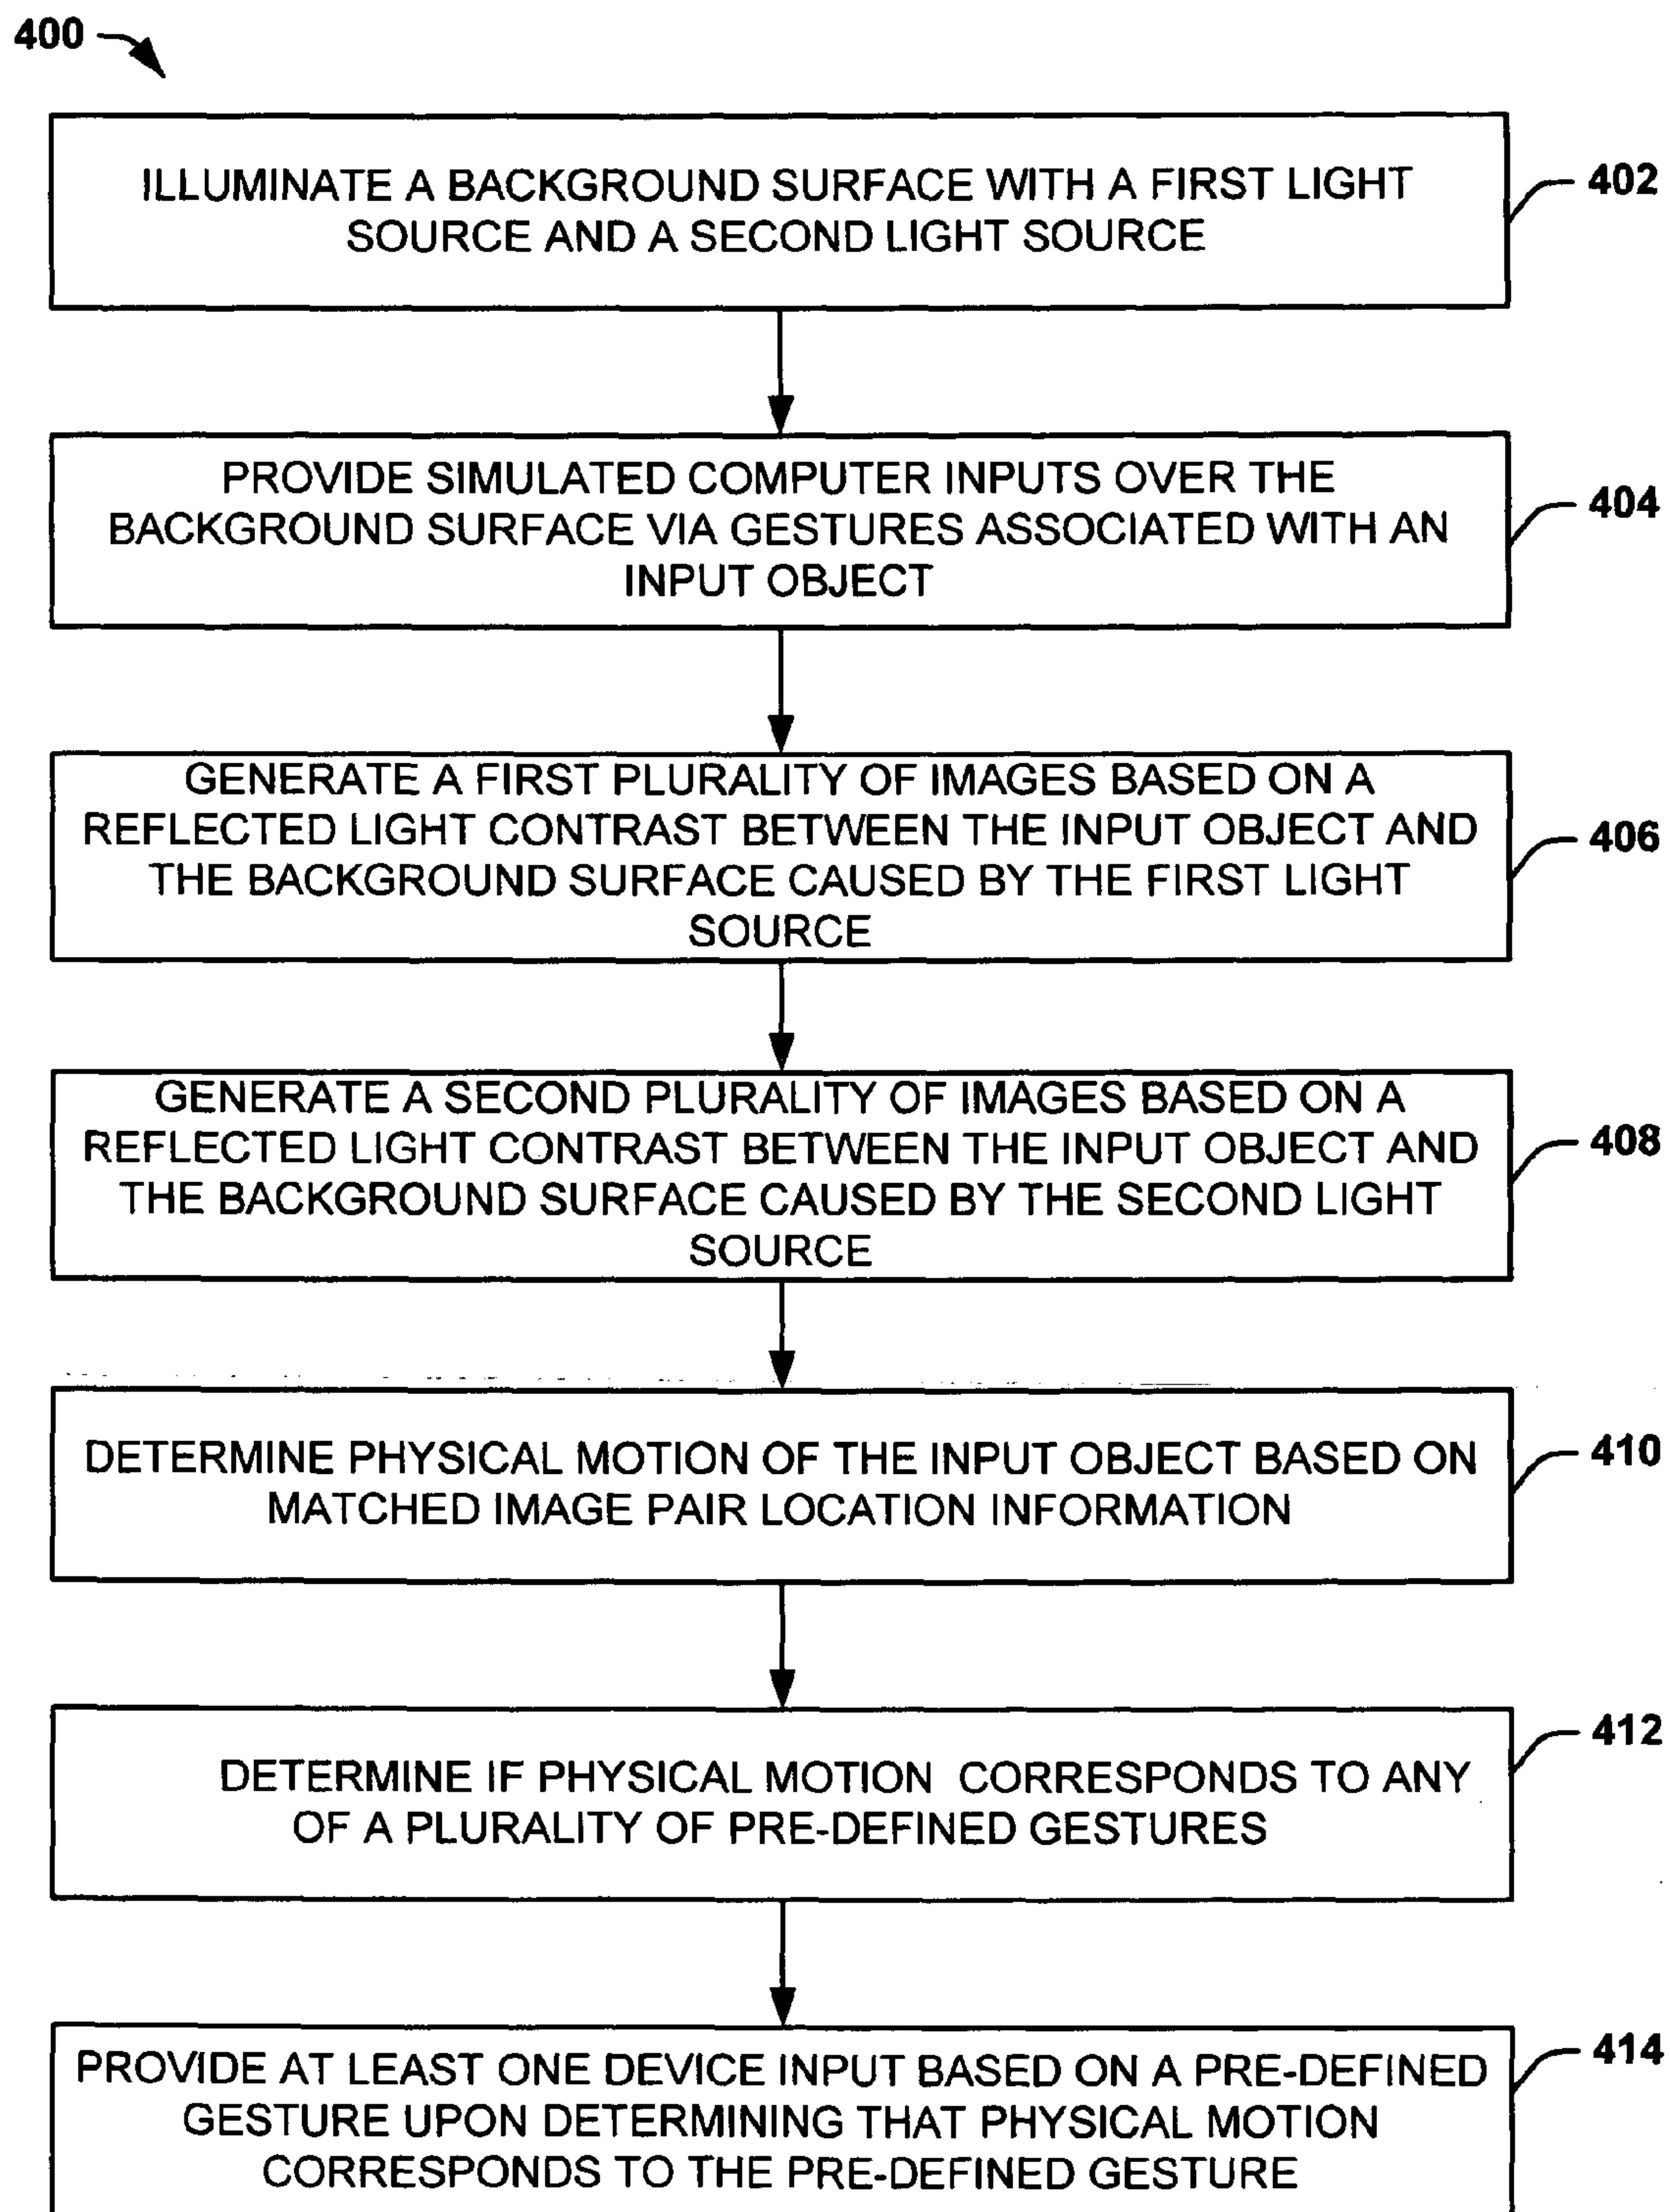 400
ILLUMINATE A BACKGROUND SURFACE WITH A FIRST LIGHT
SOURCE AND A SECOND LIGHT SOURCE
402
PROVIDE SIMULATED COMPUTER INPUTS OVER THE
BACKGROUND SURFACE VIA GESTURES ASSOCIATED WITH AN
INPUT OBJECT
404
GENERATE A FIRST PLURALITY OF IMAGES BASED ON A
REFLECTED LIGHT CONTRAST BETWEEN THE INPUT OBJECT AND
THE BACKGROUND SURFACE CAUSED BY THE FIRST LIGHT
SOURCE
406
GENERATE A SECOND PLURALITY OF IMAGES BASED ON A
REFLECTED LIGHT CONTRAST BETWEEN THE INPUT OBJECT AND
THE BACKGROUND SURFACE CAUSED BY THE SECOND LIGHT
SOURCE
408
DETERMINE PHYSICAL MOTION OF THE INPUT OBJECT BASED ON
MATCHED IMAGE PAIR LOCATION INFORMATION
410
DETERMINE IF PHYSICAL MOTION CORRESPONDS TO ANY
OF A PLURALITY OF PRE-DEFINED GESTURES
412
PROVIDE AT LEAST ONE DEVICE INPUT BASED ON A PRE-DEFINED
GESTURE UPON DETERMINING THAT PHYSICAL MOTION
CORRESPONDS TO THE PRE-DEFINED GESTURE
414